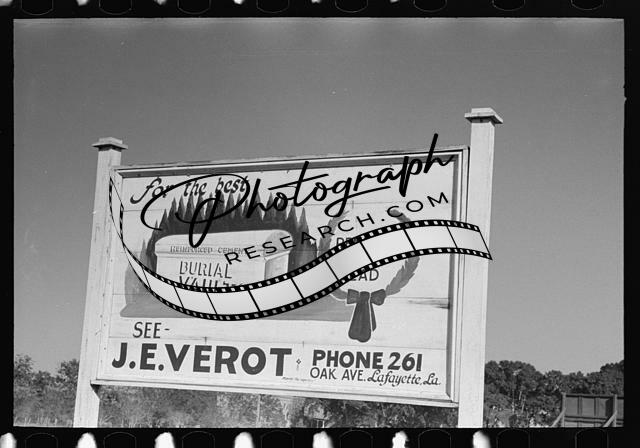 For the best
Photograph
RESEARCH.COM
REINFORCED CEMENT
BURIAL
VAULT
SEE-
J.E.VEROT
PHONE 261
OAK AVE. Lafayette, La.